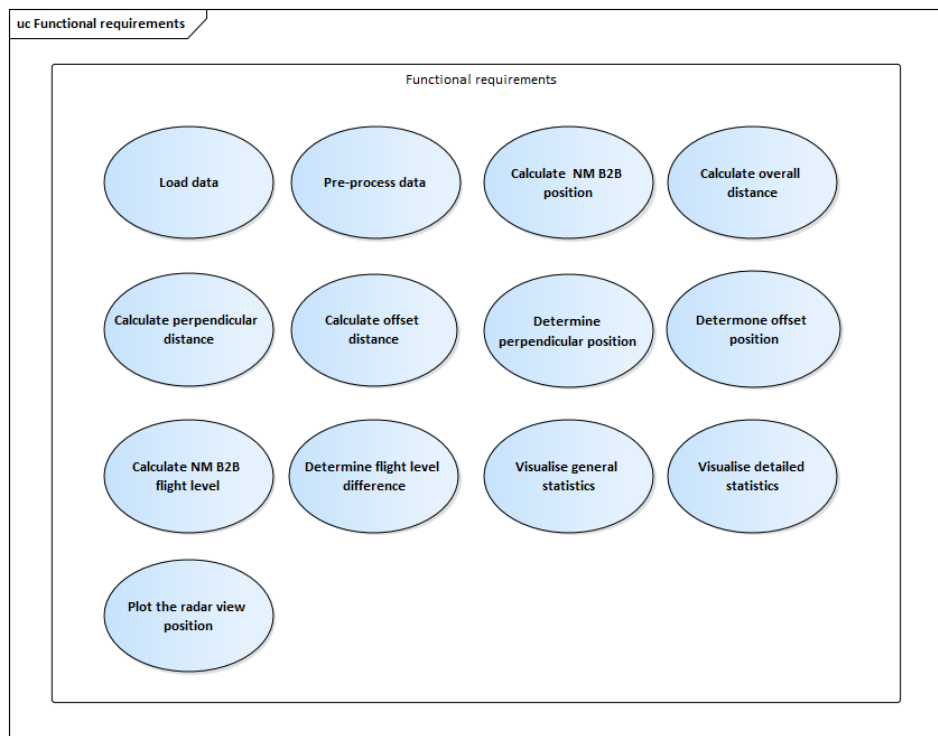 uc Functional requirements
Functional requirements
Load data
Pre-process data
Calculate NM B2B
position
Calculate overall
distance
Calculate perpendicular
distance
Calculate offset
distance
Determine
perpendicular position
Determone offset
position
Calculate NM B2B
flight level
Determine flight level
difference
Visualise general
statistics
Visualise detailed
statistics
Plot the radar view
position